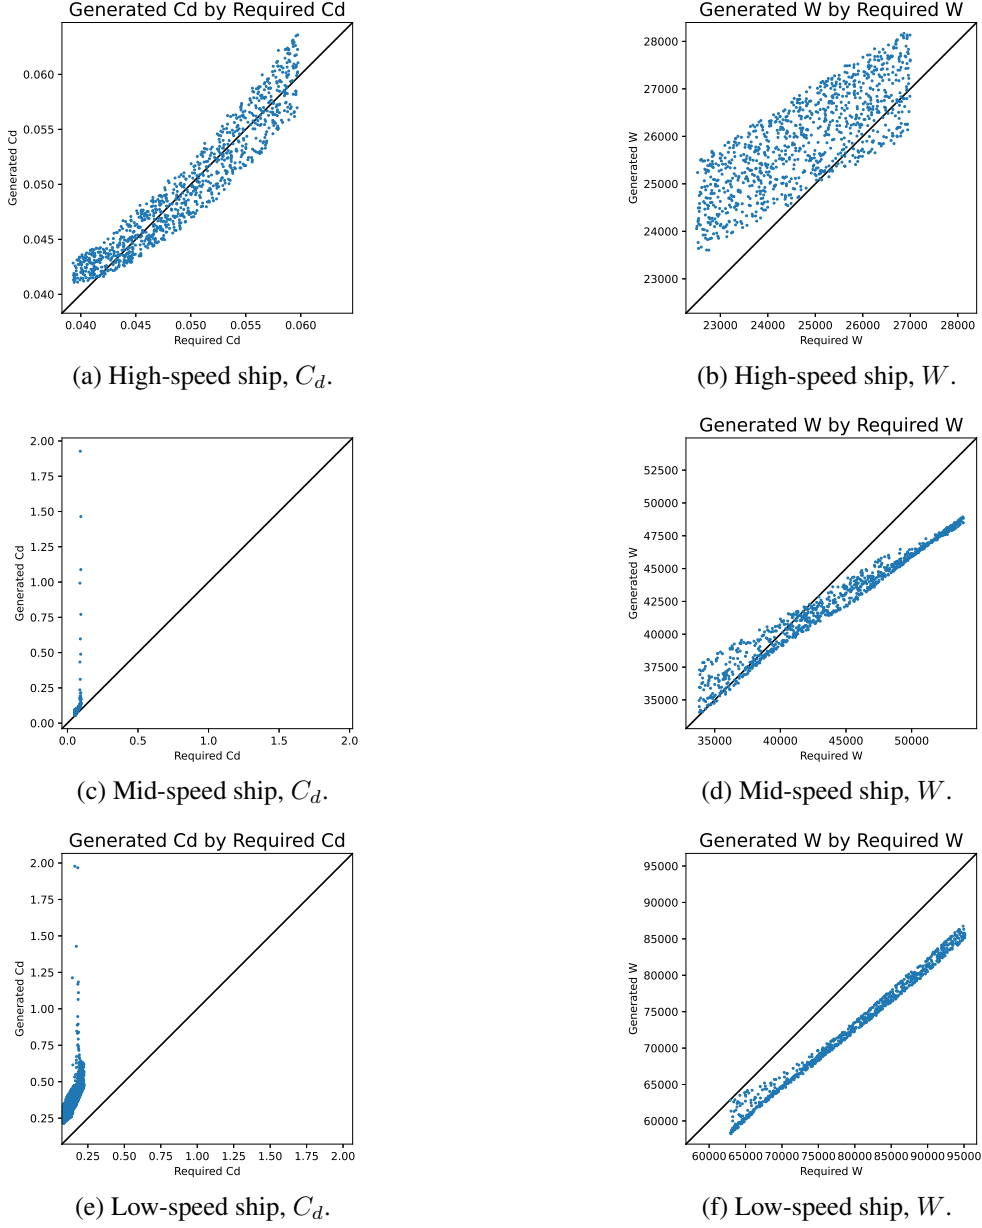 Generated Cd by Required Cd
0.060
0.055
0.050
0.045
0.040
Generated Cd
0.040 0.045 0.050 0.055 0.060
Required Cd
(a) High-speed ship, C_d.
Generated W by Required W
28000
27000
26000
25000
24000
23000
Generated W
23000 24000 25000 26000 27000 28000
Required W
(b) High-speed ship, W.
2.00
1.75
1.50
1.25
1.00
0.75
0.50
0.25
0.00
Generated Cd
0.0 0.5 1.0 1.5 2.0
Required Cd
(c) Mid-speed ship, C_d.
Generated W by Required W
52500
50000
47500
45000
42500
40000
37500
35000
Generated W
35000 40000 45000 50000
Required W
(d) Mid-speed ship, W.
Generated Cd by Required Cd
2.00
1.75
1.50
1.25
1.00
0.75
0.50
0.25
Generated Cd
0.25 0.50 0.75 1.00 1.25 1.50 1.75 2.00
Required Cd
(e) Low-speed ship, C_d.
Generated W by Required W
95000
90000
85000
80000
75000
70000
65000
60000
Generated W
60000 65000 70000 75000 80000 85000 90000 95000
Required W
(f) Low-speed ship, W.